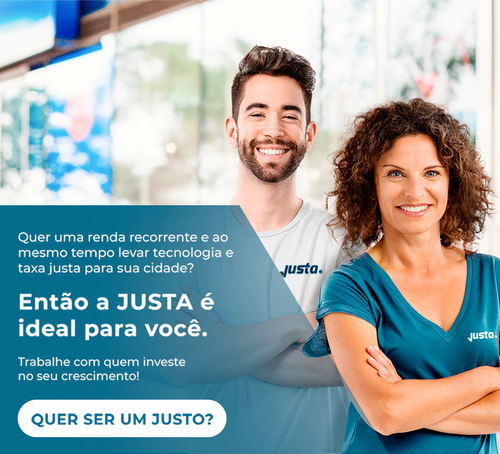 Quer uma renda recorrente e ao
mesmo tempo levar tecnologia e
taxa justa para sua cidade?
Então a JUSTA é
ideal para você.
Trabalhe com quem investe
no seu crescimento!
QUER SER UM JUSTO?
justa.
justa.